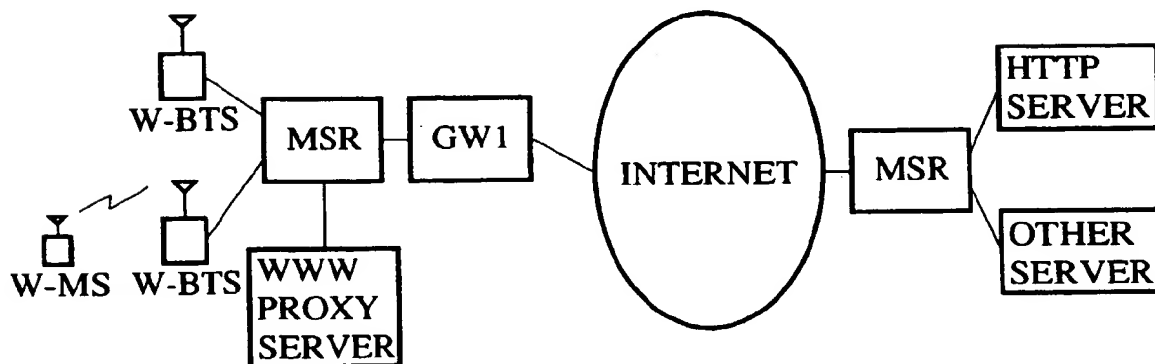 W-BTS
MSR
GW1
INTERNET
MSR
HTTP
SERVER
W-MS
W-BTS
WWW
PROXY
SERVER
OTHER
SERVER